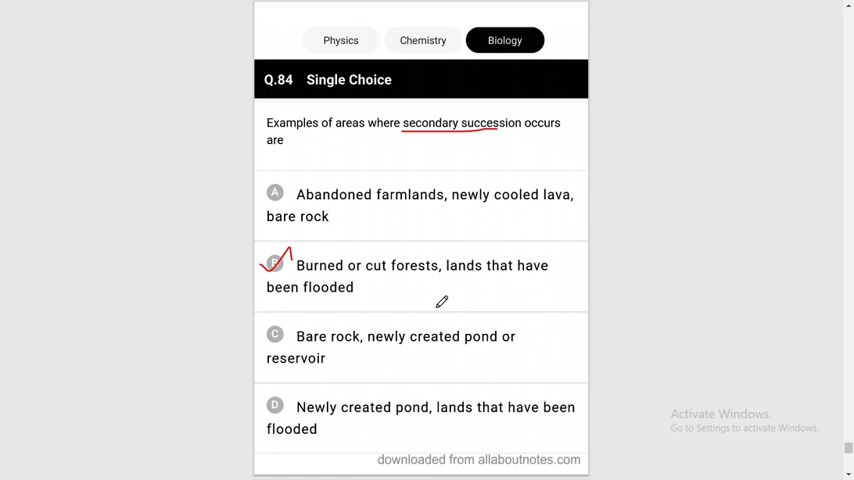 Physics
Chemistry
Biology
Q.84 Single Choice
Examples of areas where secondary succession occurs
are
A Abandoned farmlands, newly cooled lava,
bare rock
B Burned or cut forests, lands that have
been flooded
C Bare rock, newly created pond or
reservoir
D Newly created pond, lands that have been
flooded
downloaded from allaboutnotes.com
Activate Windows
Go to Settings to activate Windows.